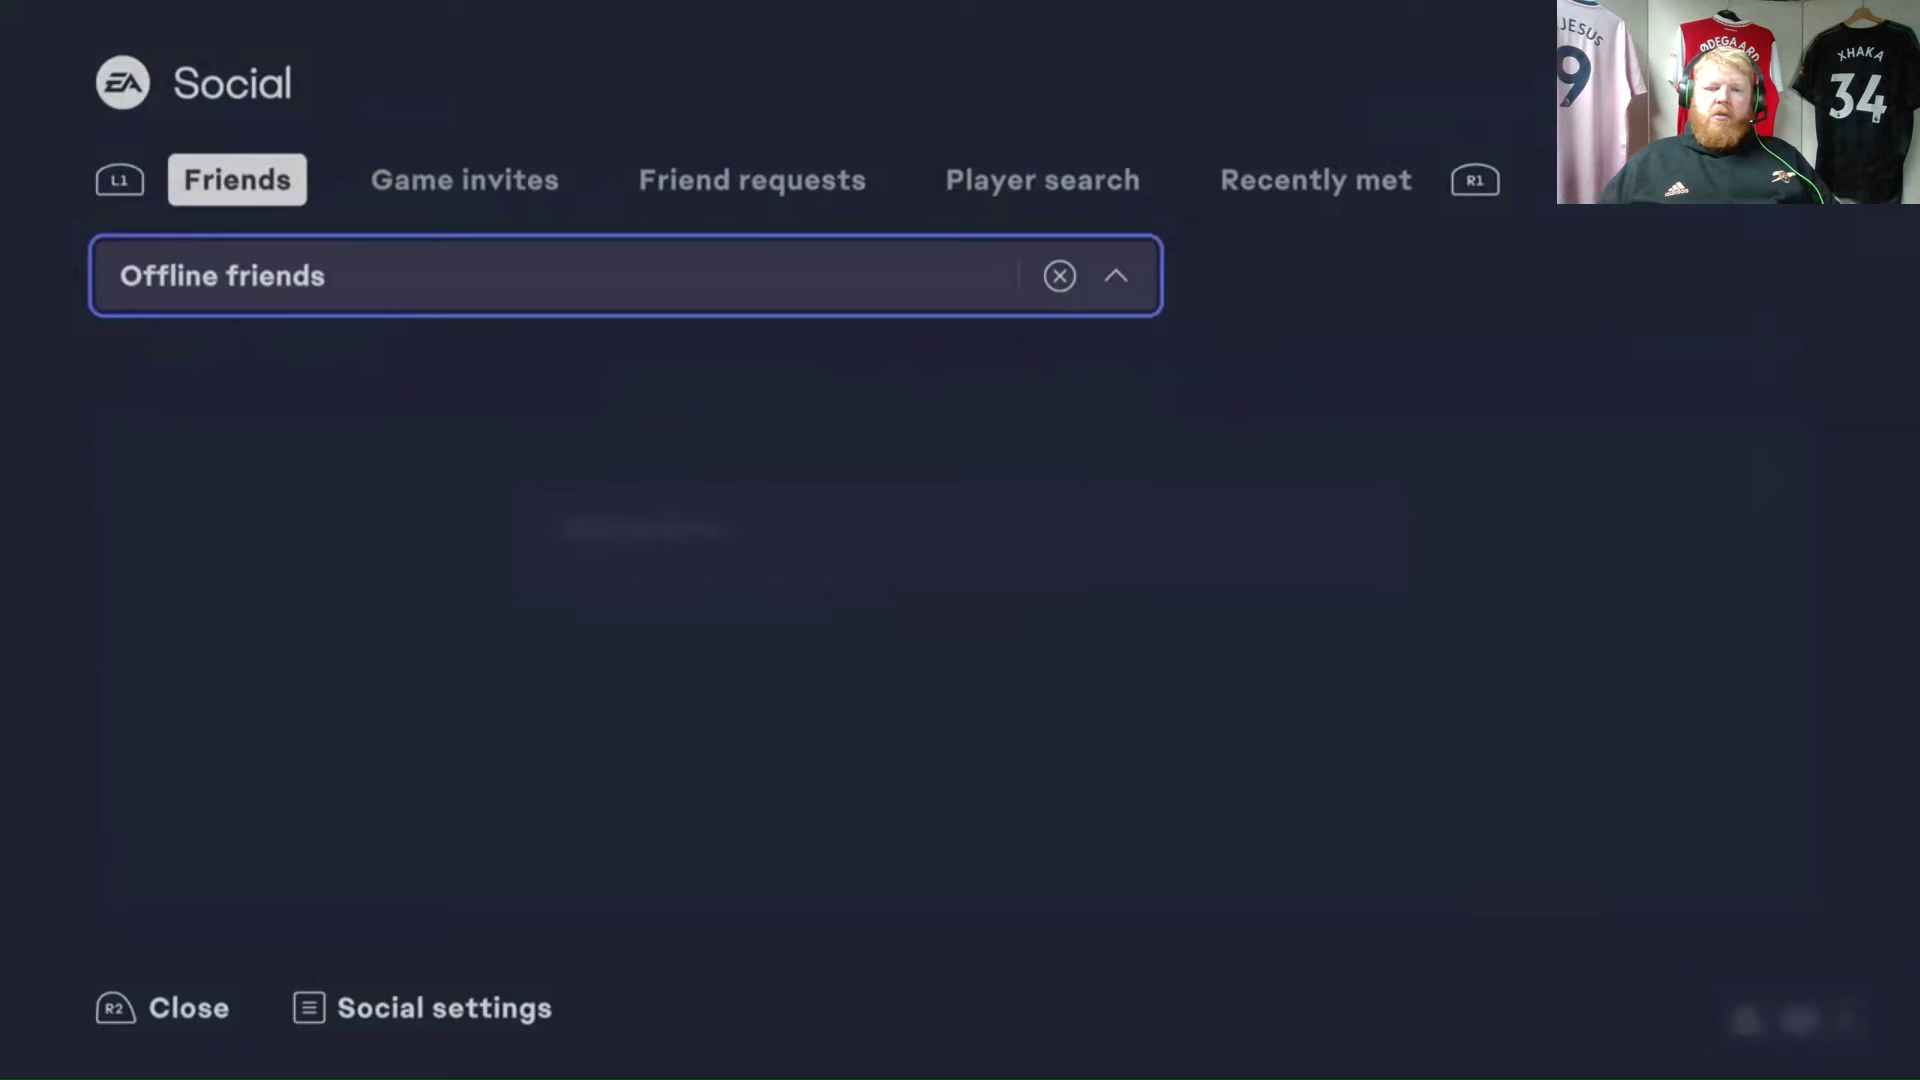 EA Social
L1 Friends Game invites Friend requests Player search Recently met R1
Offline friends
R2 Close Social settings
JESUS
9
ØDEGAARD
XHAKA
34
adidas